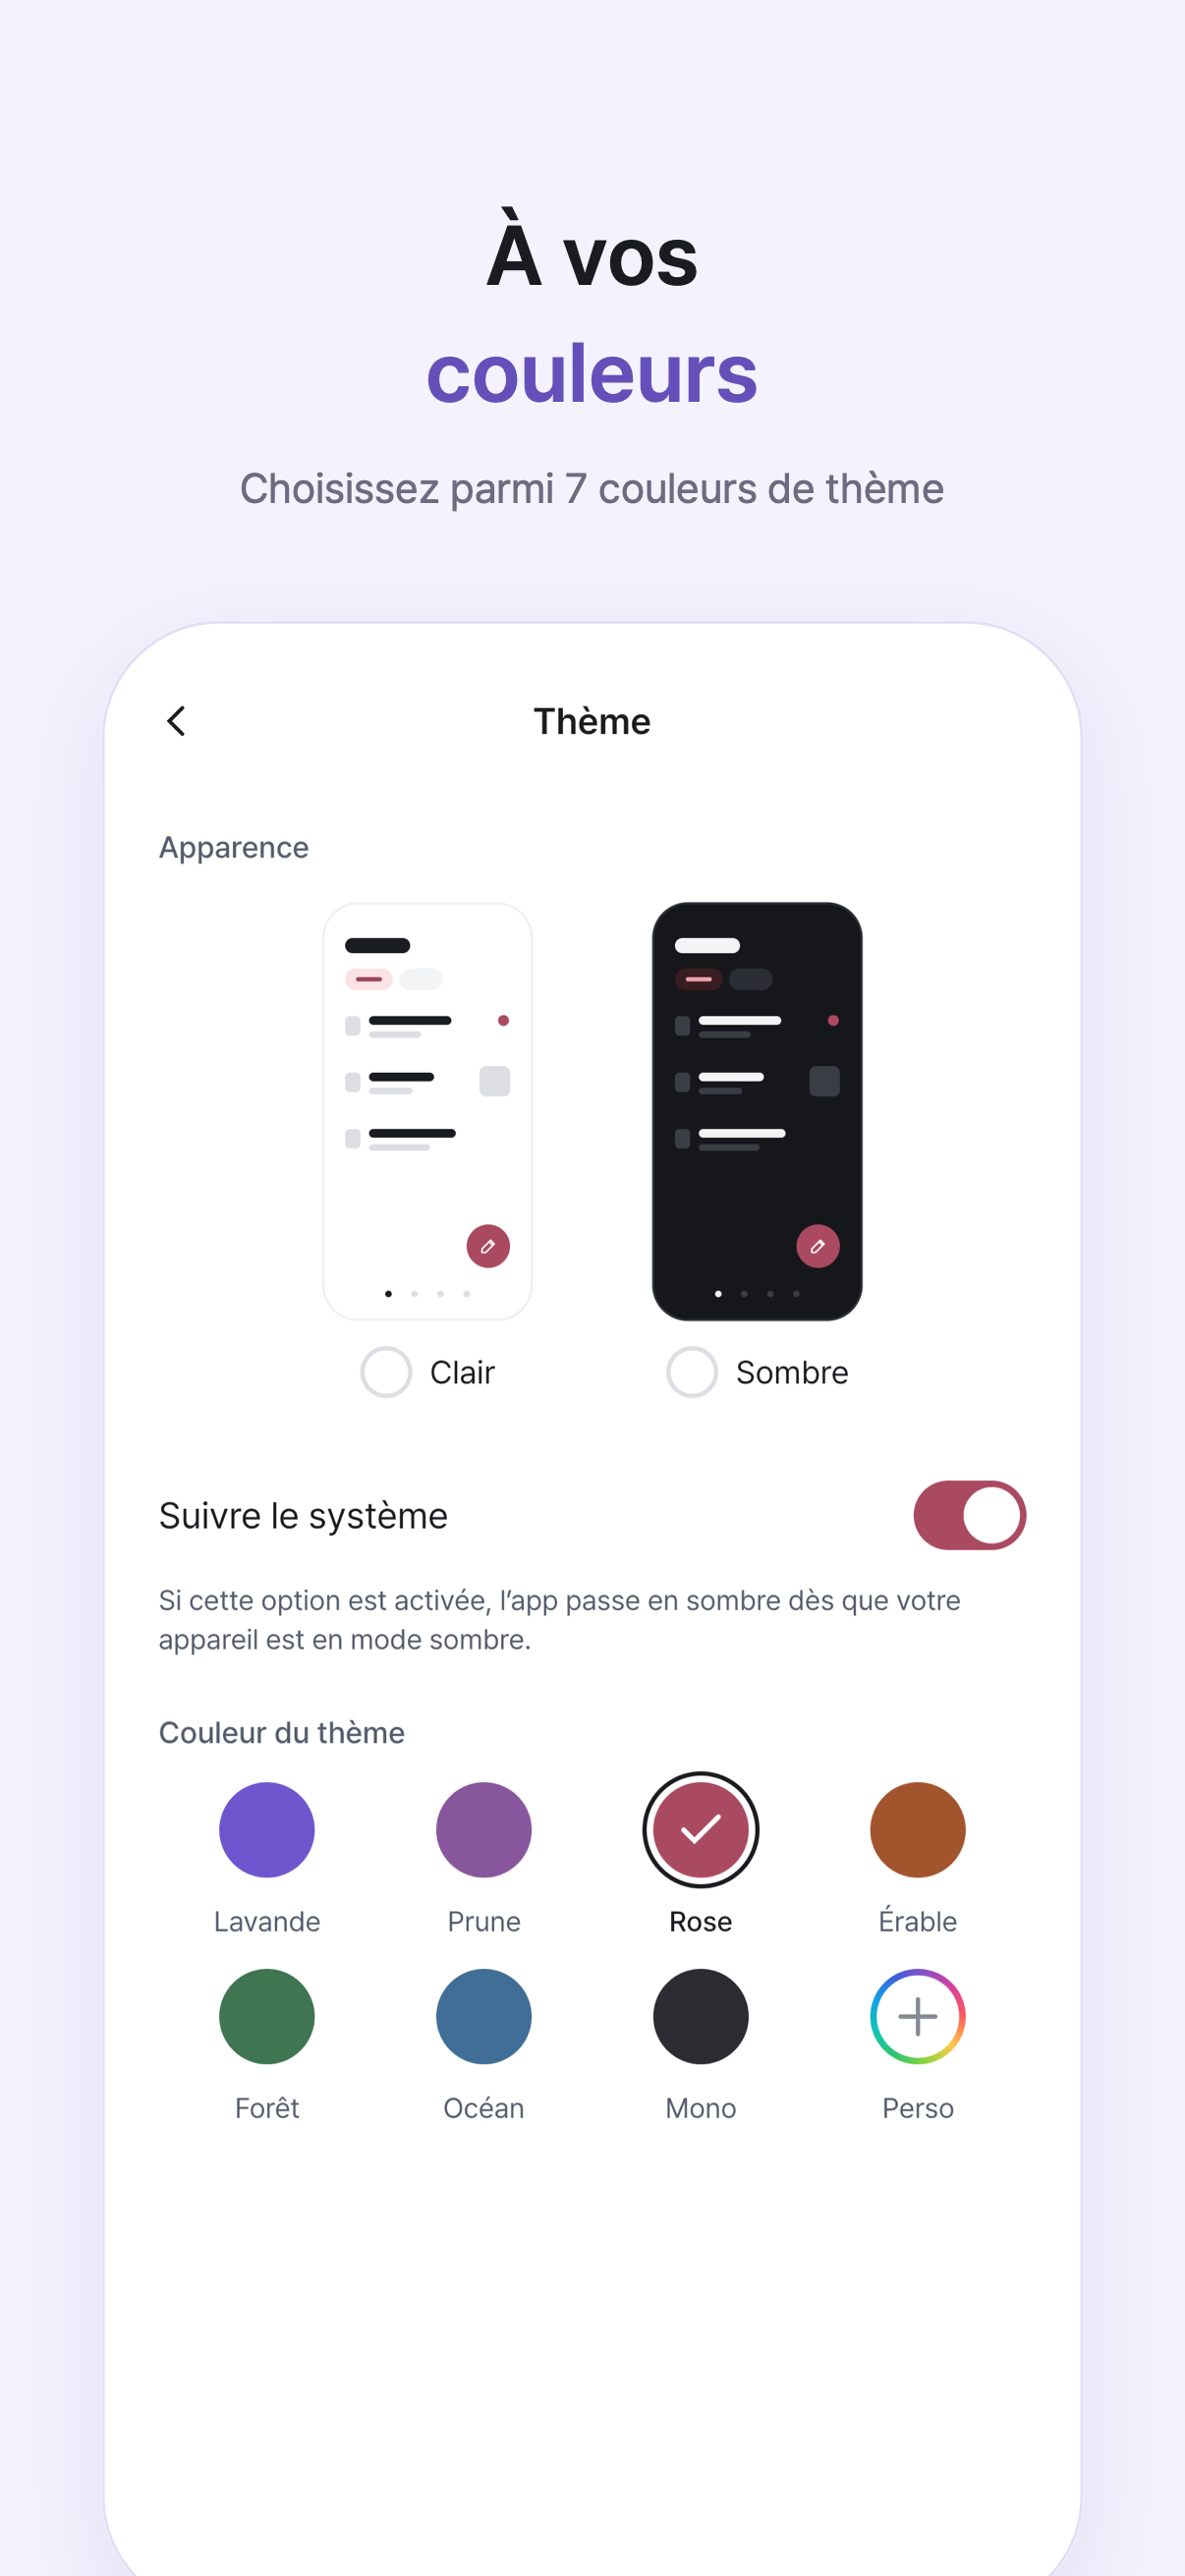 À vos
couleurs
Choisissez parmi 7 couleurs de thème
Thème
Apparence
Clair
Sombre
Suivre le système
Si cette option est activée, l’app passe en sombre dès que votre
appareil est en mode sombre.
Couleur du thème
Lavande
Prune
Rose
Érable
Forêt
Océan
Mono
Perso